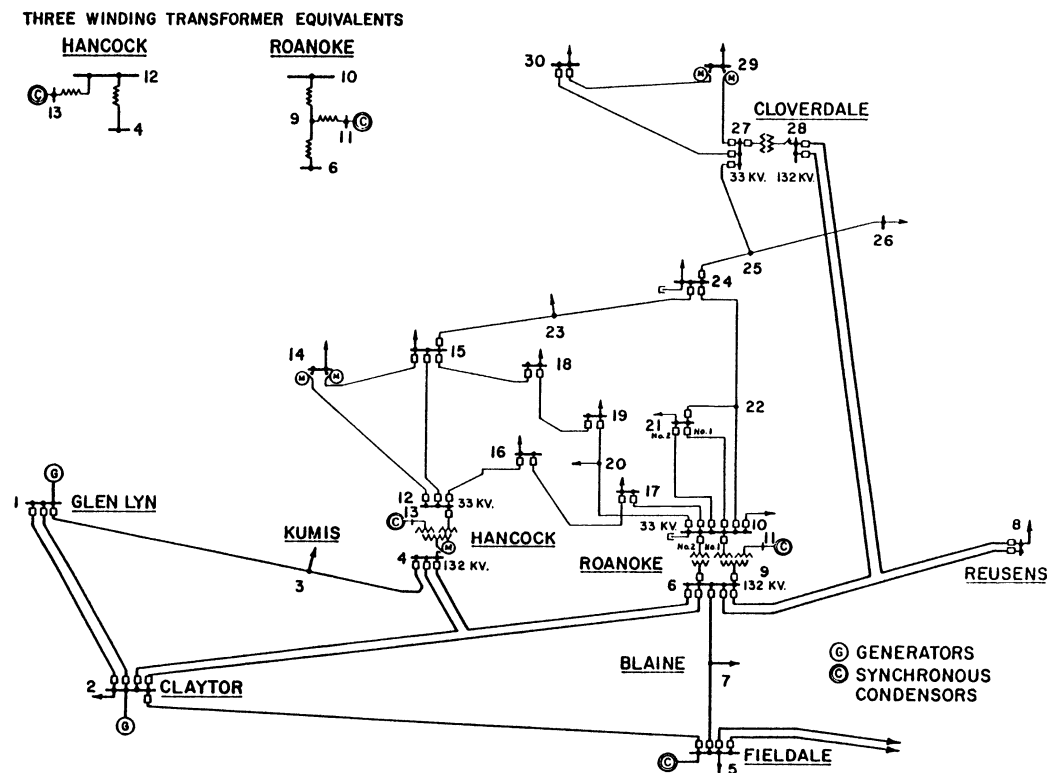 THREE WINDING TRANSFORMER EQUIVALENTS
HANCOCK
ROANOKE
12
C
13
4
10
9
C
11
6
30
29
M
M
CLOVERDALE
27
28
33 KV.
132 KV.
26
25
24
23
14
M
M
15
18
22
19
21
No.2
No.1
16
20
17
G
1
GLEN LYN
12
33 KV.
13
C
HANCOCK
M
KUMIS
4
132 KV.
3
33 KV.
10
No.2
No.1
11
C
ROANOKE
9
6
132 KV.
8
REUSENS
BLAINE
7
2
CLAYTOR
G
G GENERATORS
C SYNCHRONOUS
CONDENSORS
C
5
FIELDALE